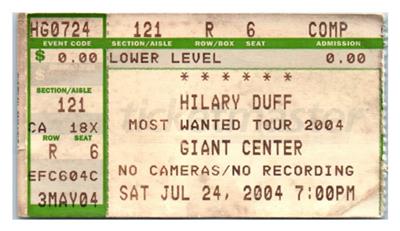 HG0724 121 R 6 COMP
EVENT CODE SECTION/AISLE ROW/BOX SEAT ADMISSION
$ 0.00 LOWER LEVEL 0.00
SECTION/AISLE * * * * * *
121 HILARY DUFF
CA 18X MOST WANTED TOUR 2004
ROW SEAT
R 6 GIANT CENTER
EFC604C NO CAMERAS/NO RECORDING
3MAY04 SAT JUL 24, 2004 7:00PM